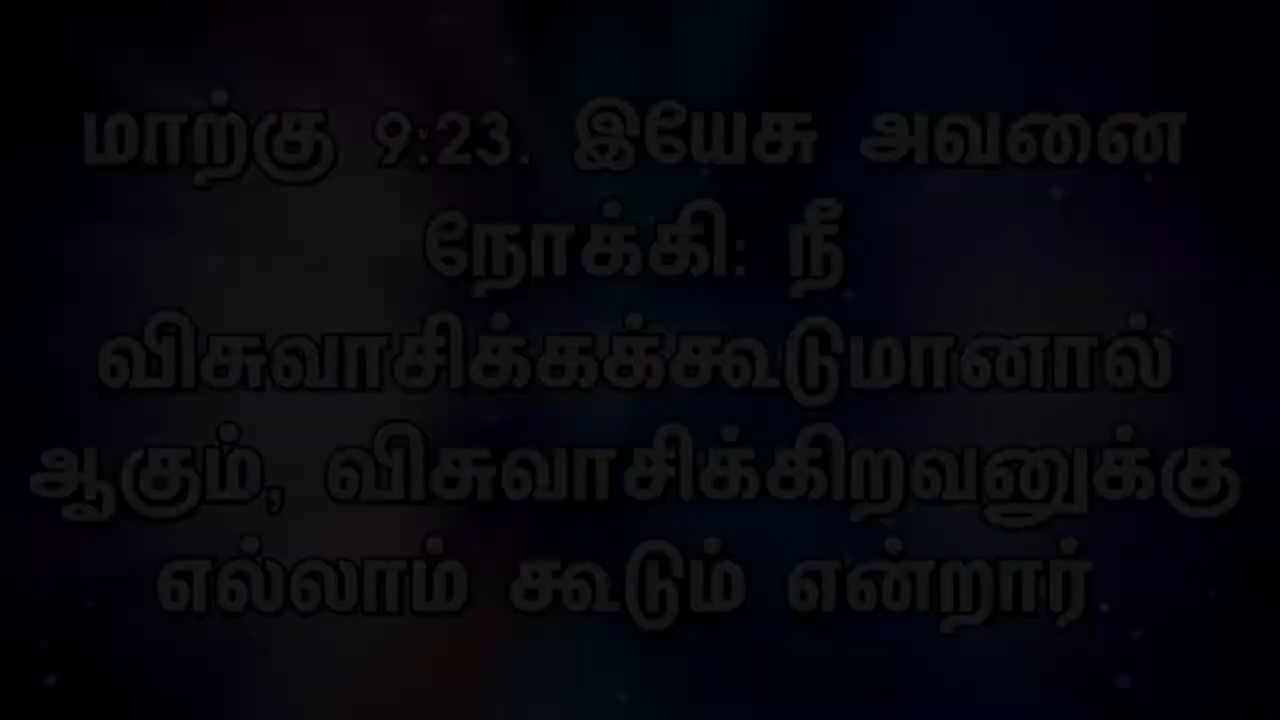 மாற்கு 9:23. இயேசு அவனை
நோக்கி: நீ
விசுவாசிக்கக்கூடுமானால்
ஆகும், விசுவாசிக்கிறவனுக்கு
எல்லாம் கூடும் என்றார்.